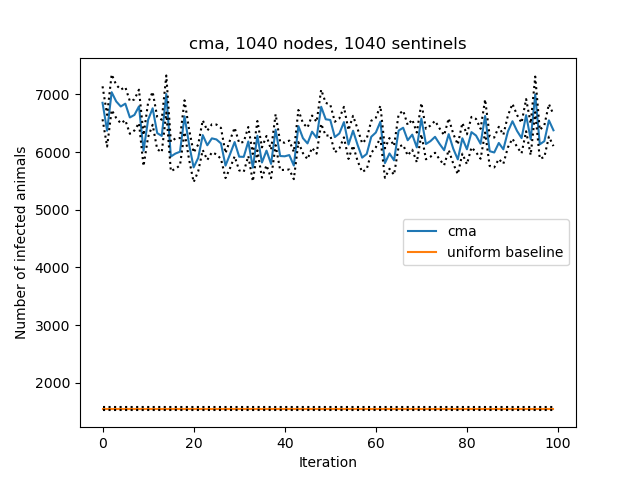 cma, 1040 nodes, 1040 sentinels
Number of infected animals
7000
6000
5000
4000
3000
2000
cma
uniform baseline
0
20
40
60
80
100
Iteration